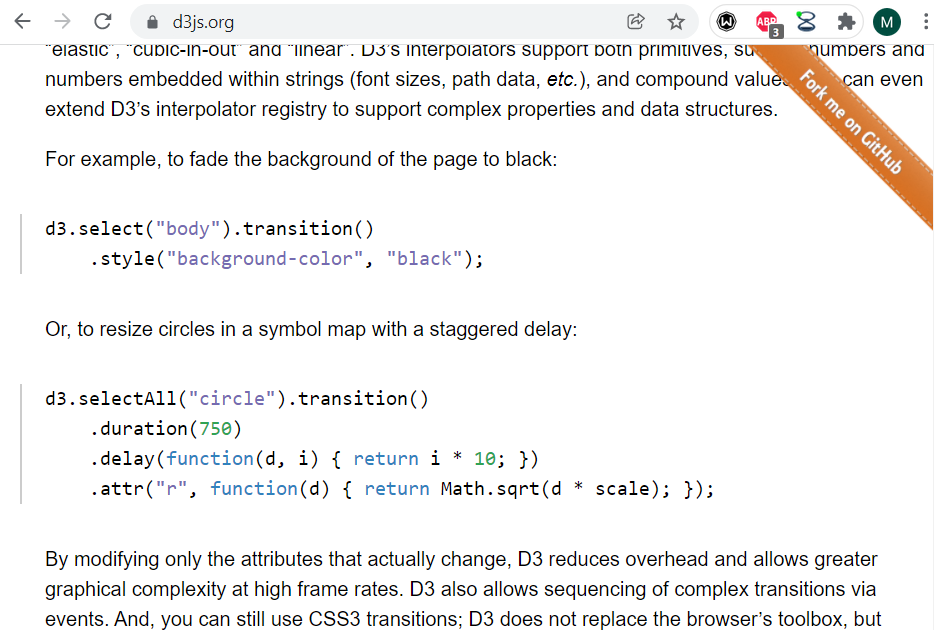 d3js.org
ABP
3
M
"elastic", "cubic-in-out" and "linear". D3's interpolators support both primitives, numbers and
numbers embedded within strings (font sizes, path data, etc.), and compound can even
extend D3's interpolator registry to support complex properties and data structures.
Fork me on GitHub
For example, to fade the background of the page to black:
d3.select("body").transition()
.style("background-color", "black");
Or, to resize circles in a symbol map with a staggered delay:
d3.selectAll("circle").transition()
.duration(750)
.delay(function(d, i) { return i * 10; })
.attr("r", function(d) { return Math.sqrt(d * scale); });
By modifying only the attributes that actually change, D3 reduces overhead and allows greater
graphical complexity at high frame rates. D3 also allows sequencing of complex transitions via
events. And, you can still use CSS3 transitions; D3 does not replace the browser's toolbox, but